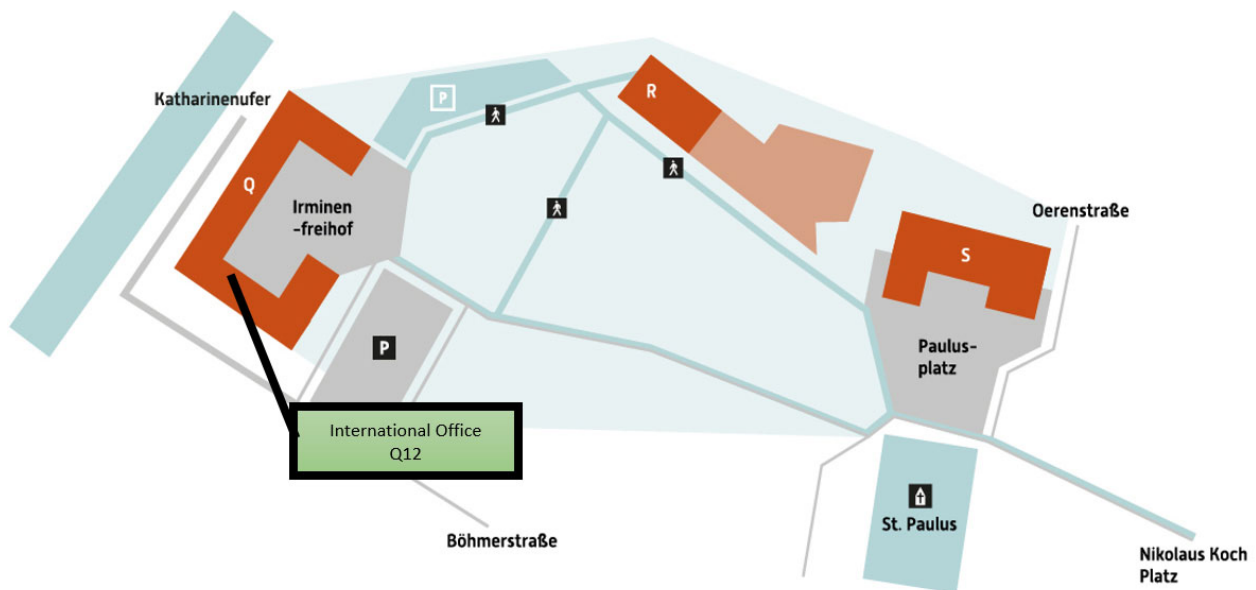 Katharinenufer
P
R
Q
Irminen
-freihof
Oerenstraße
S
P
Paulus-
platz
International Office
Q12
St. Paulus
Böhmerstraße
Nikolaus Koch
Platz